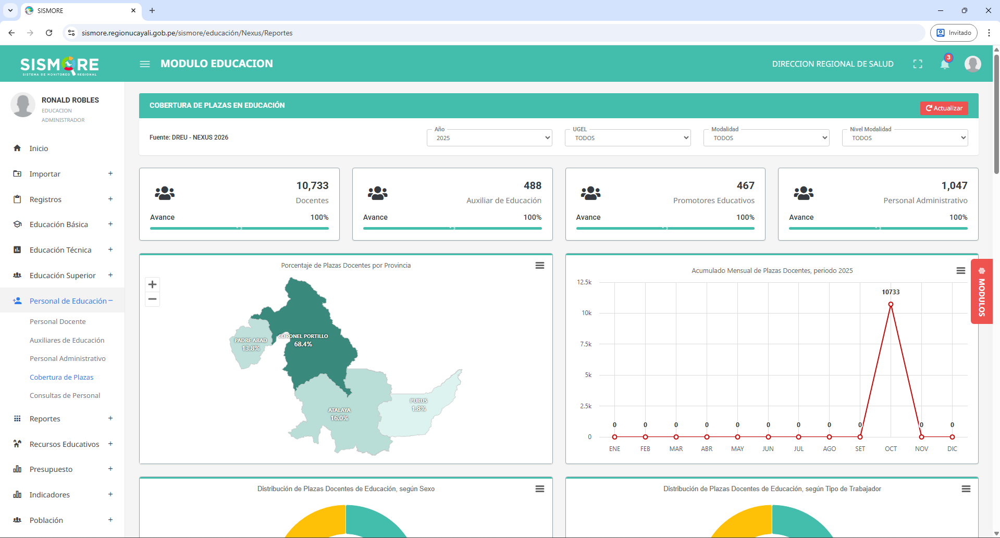 SISMORE
sismore.regionucayali.gob.pe/sismore/educación/Nexus/Reportes
Invitado
SISMORE
SISTEMA DE MONITOREO REGIONAL
MODULO EDUCACION
DIRECCION REGIONAL DE SALUD
3
RONALD ROBLES
EDUCACION
ADMINISTRADOR
Inicio
Importar +
Registros +
Educación Básica +
Educación Técnica +
Educación Superior +
Personal de Educación −
Personal Docente
Auxiliares de Educación
Personal Administrativo
Cobertura de Plazas
Consultas de Personal
Reportes +
Recursos Educativos +
Presupuesto +
Indicadores +
Población +
COBERTURA DE PLAZAS EN EDUCACIÓN
Actualizar
Fuente: DREU - NEXUS 2026
Año
2025
UGEL
TODOS
Modalidad
TODOS
Nivel Modalidad
TODOS
10,733
Docentes
Avance 100%
488
Auxiliar de Educación
Avance 100%
467
Promotores Educativos
Avance 100%
1,047
Personal Administrativo
Avance 100%
Porcentaje de Plazas Docentes por Provincia
+
−
CORONEL PORTILLO
68.4%
PADRE ABAD
13.8%
PURUS
1.8%
ATALAYA
16.0%
Acumulado Mensual de Plazas Docentes, periodo 2025
12.5k
10k
7.5k
5k
2.5k
0
10733
0 0 0 0 0 0 0 0 0 0 0
ENE FEB MAR ABR MAY JUN JUL AGO SET OCT NOV DIC
MODULOS
Distribución de Plazas Docentes de Educación, según Sexo
Distribución de Plazas Docentes de Educación, según Tipo de Trabajador